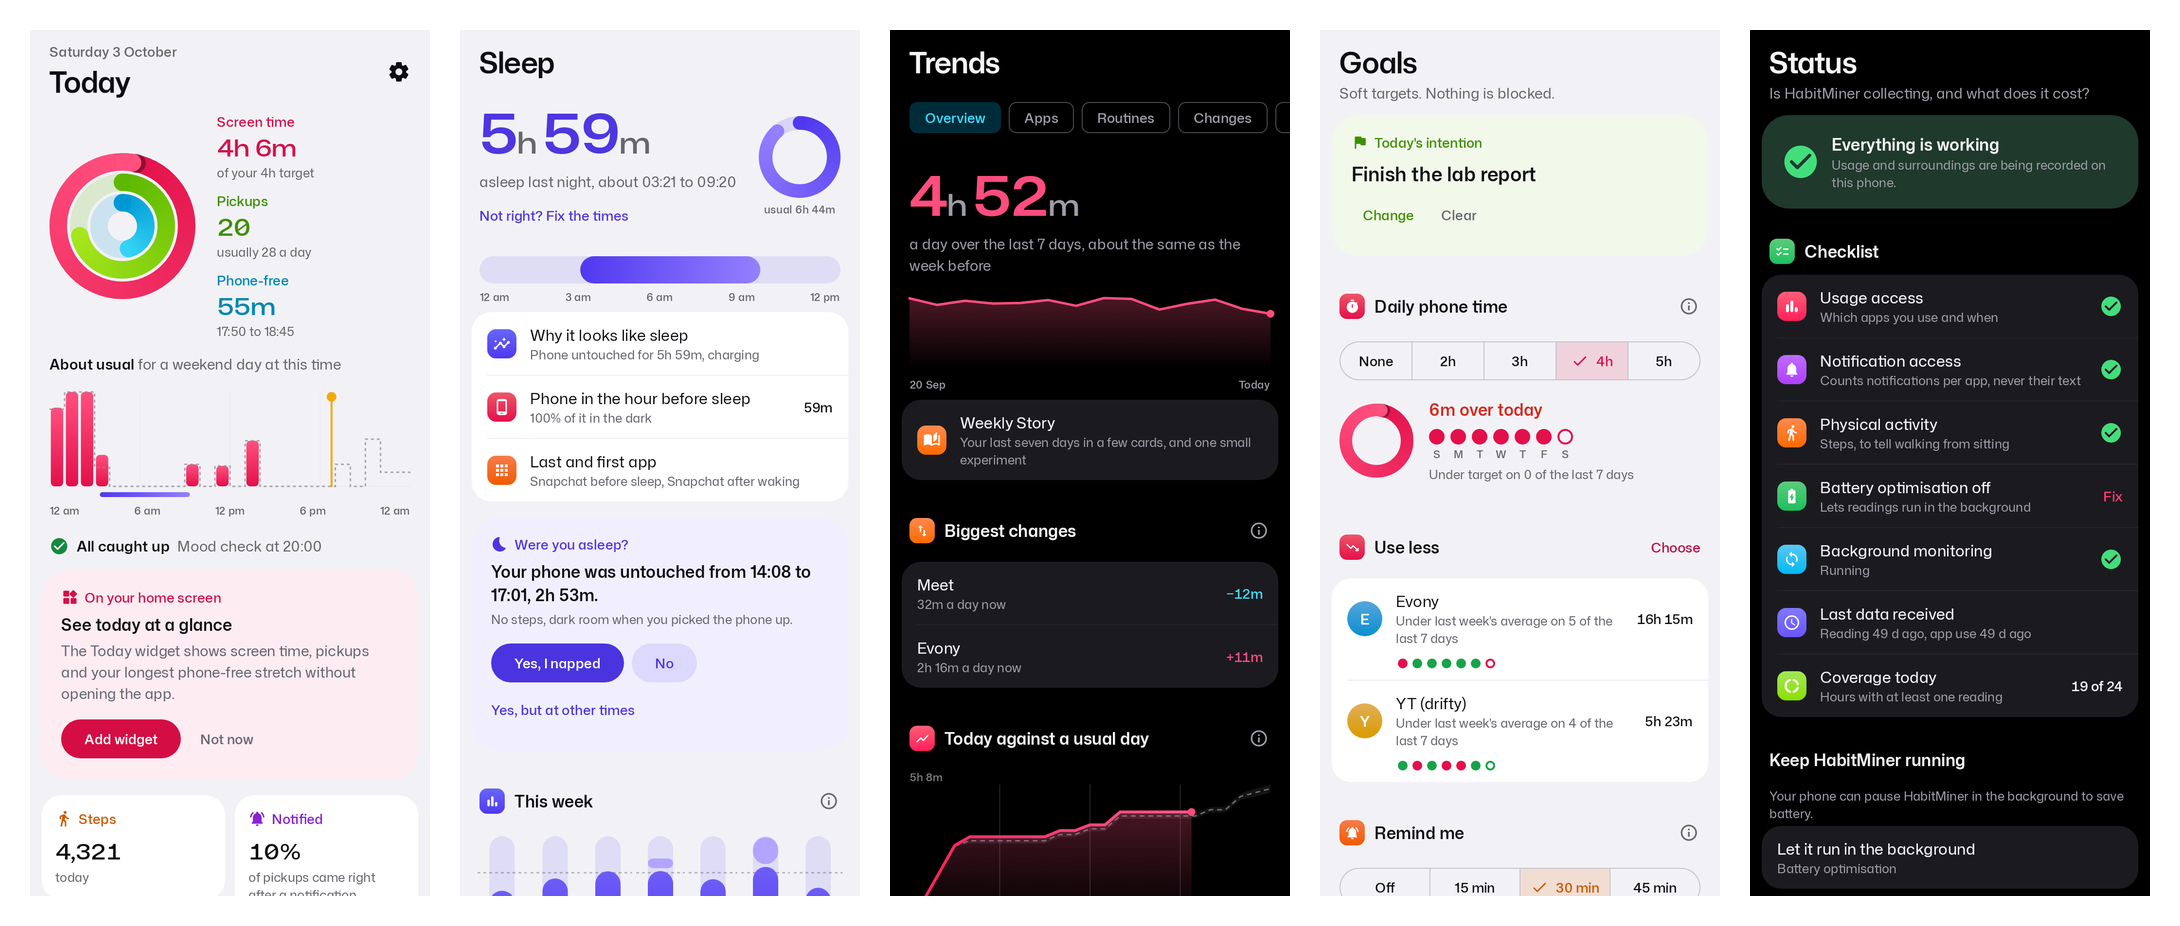 Saturday 3 October
Today
Screen time
4h 6m
of your 4h target
Pickups
20
usually 28 a day
Phone-free
55m
17:50 to 18:45
About usual for a weekend day at this time
12 am 6 am 12 pm 6 pm 12 am
All caught up Mood check at 20:00
On your home screen
See today at a glance
The Today widget shows screen time, pickups
and your longest phone-free stretch without
opening the app.
Add widget Not now
Steps
4,321
today
Notified
10%
of pickups came right
after a notification
Sleep
5h 59m
asleep last night, about 03:21 to 09:20
usual 6h 44m
Not right? Fix the times
12 am 3 am 6 am 9 am 12 pm
Why it looks like sleep
Phone untouched for 5h 59m, charging
Phone in the hour before sleep
100% of it in the dark
59m
Last and first app
Snapchat before sleep, Snapchat after waking
Were you asleep?
Your phone was untouched from 14:08 to
17:01, 2h 53m.
No steps, dark room when you picked the phone up.
Yes, I napped No
Yes, but at other times
This week
Trends
Overview Apps Routines Changes
4h 52m
a day over the last 7 days, about the same as the
week before
20 Sep Today
Weekly Story
Your last seven days in a few cards, and one small
experiment
Biggest changes
Meet
32m a day now
−12m
Evony
2h 16m a day now
+11m
Today against a usual day
5h 8m
Goals
Soft targets. Nothing is blocked.
Today's intention
Finish the lab report
Change Clear
Daily phone time
None 2h 3h 4h 5h
6m over today
S M T W T F S
Under target on 0 of the last 7 days
Use less Choose
E
Evony
Under last week's average on 5 of the
last 7 days
16h 15m
Y
YT (drifty)
Under last week's average on 4 of the
last 7 days
5h 23m
Remind me
Off 15 min 30 min 45 min
Status
Is HabitMiner collecting, and what does it cost?
Everything is working
Usage and surroundings are being recorded on
this phone.
Checklist
Usage access
Which apps you use and when
Notification access
Counts notifications per app, never their text
Physical activity
Steps, to tell walking from sitting
Battery optimisation off
Lets readings run in the background
Fix
Background monitoring
Running
Last data received
Reading 49 d ago, app use 49 d ago
Coverage today
Hours with at least one reading
19 of 24
Keep HabitMiner running
Your phone can pause HabitMiner in the background to save
battery.
Let it run in the background
Battery optimisation